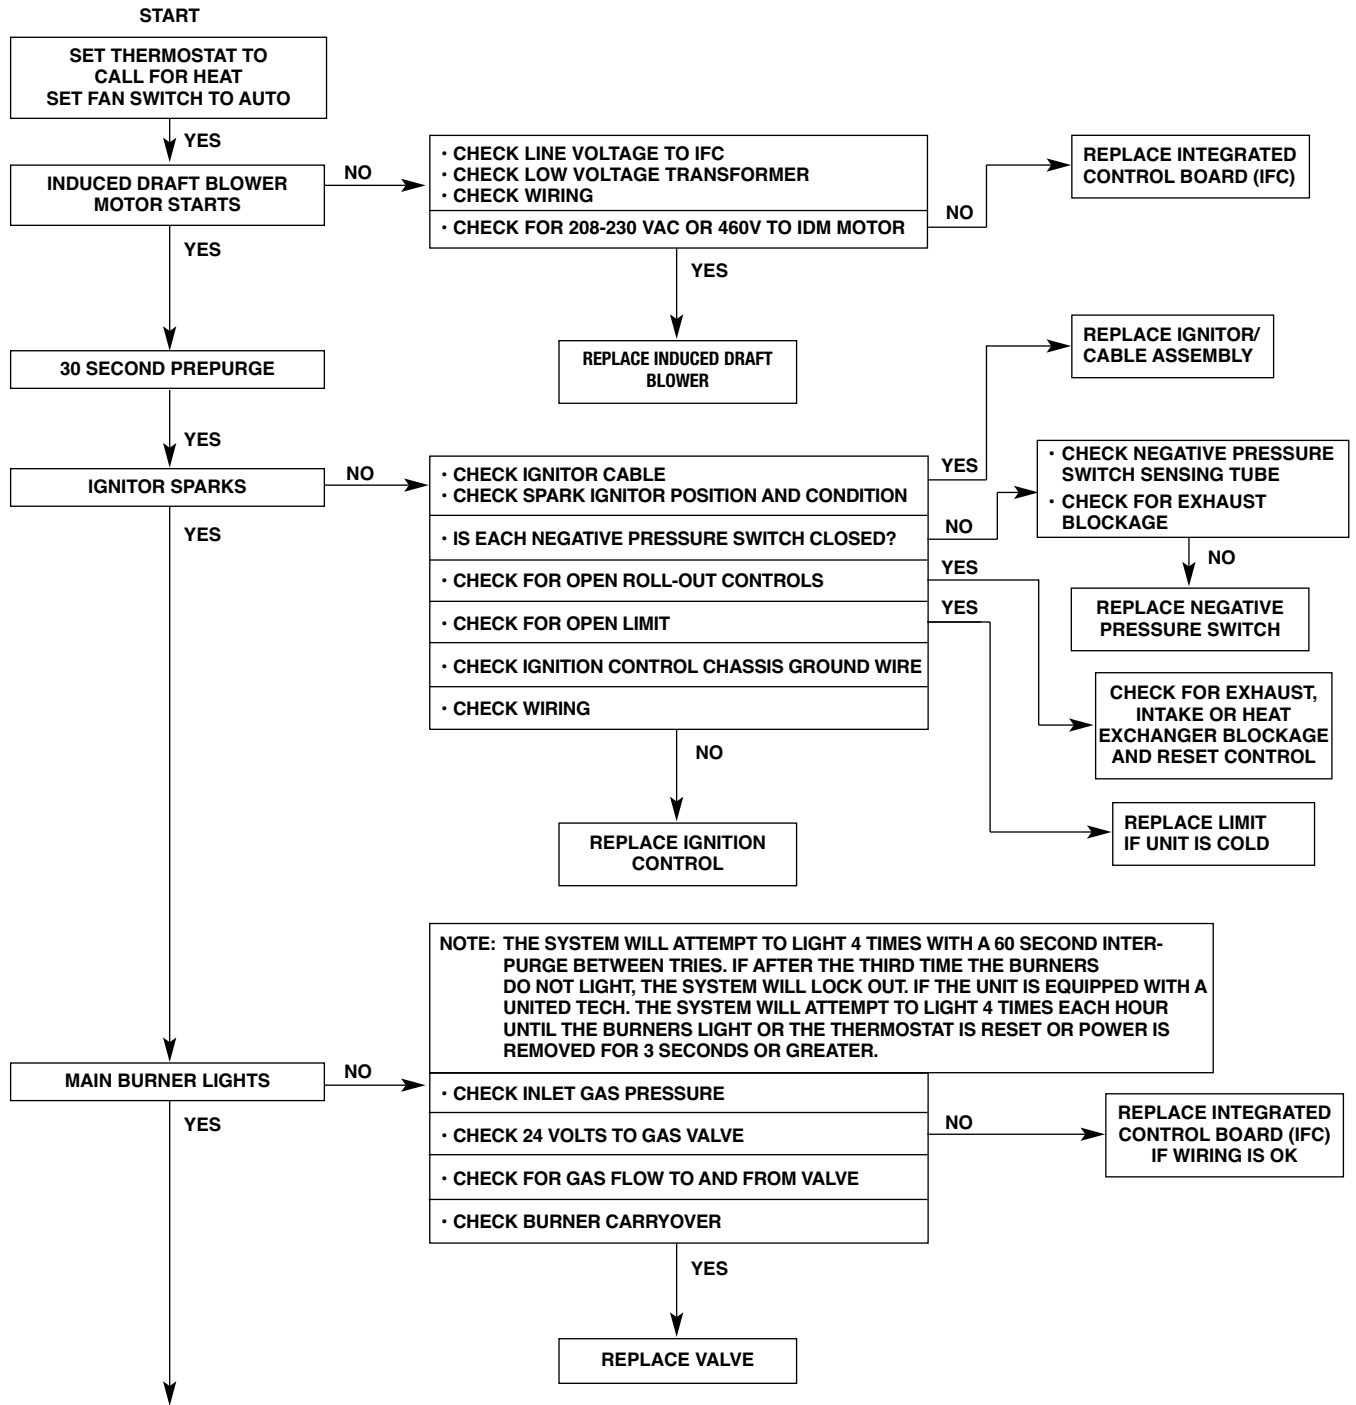 START
SET THERMOSTAT TO
CALL FOR HEAT
SET FAN SWITCH TO AUTO
YES
INDUCED DRAFT BLOWER
MOTOR STARTS
NO
· CHECK LINE VOLTAGE TO IFC
· CHECK LOW VOLTAGE TRANSFORMER
· CHECK WIRING
· CHECK FOR 208-230 VAC OR 460V TO IDM MOTOR
NO
REPLACE INTEGRATED
CONTROL BOARD (IFC)
YES
REPLACE INDUCED DRAFT
BLOWER
YES
30 SECOND PREPURGE
YES
IGNITOR SPARKS
NO
· CHECK IGNITOR CABLE
· CHECK SPARK IGNITOR POSITION AND CONDITION
YES
REPLACE IGNITOR/
CABLE ASSEMBLY
· IS EACH NEGATIVE PRESSURE SWITCH CLOSED?
NO
· CHECK NEGATIVE PRESSURE
SWITCH SENSING TUBE
· CHECK FOR EXHAUST
BLOCKAGE
NO
REPLACE NEGATIVE
PRESSURE SWITCH
· CHECK FOR OPEN ROLL-OUT CONTROLS
YES
CHECK FOR EXHAUST,
INTAKE OR HEAT
EXCHANGER BLOCKAGE
AND RESET CONTROL
· CHECK FOR OPEN LIMIT
YES
REPLACE LIMIT
IF UNIT IS COLD
· CHECK IGNITION CONTROL CHASSIS GROUND WIRE
· CHECK WIRING
NO
REPLACE IGNITION
CONTROL
YES
NOTE: THE SYSTEM WILL ATTEMPT TO LIGHT 4 TIMES WITH A 60 SECOND INTER-
PURGE BETWEEN TRIES. IF AFTER THE THIRD TIME THE BURNERS
DO NOT LIGHT, THE SYSTEM WILL LOCK OUT. IF THE UNIT IS EQUIPPED WITH A
UNITED TECH. THE SYSTEM WILL ATTEMPT TO LIGHT 4 TIMES EACH HOUR
UNTIL THE BURNERS LIGHT OR THE THERMOSTAT IS RESET OR POWER IS
REMOVED FOR 3 SECONDS OR GREATER.
MAIN BURNER LIGHTS
NO
· CHECK INLET GAS PRESSURE
· CHECK 24 VOLTS TO GAS VALVE
NO
REPLACE INTEGRATED
CONTROL BOARD (IFC)
IF WIRING IS OK
· CHECK FOR GAS FLOW TO AND FROM VALVE
· CHECK BURNER CARRYOVER
YES
REPLACE VALVE
YES